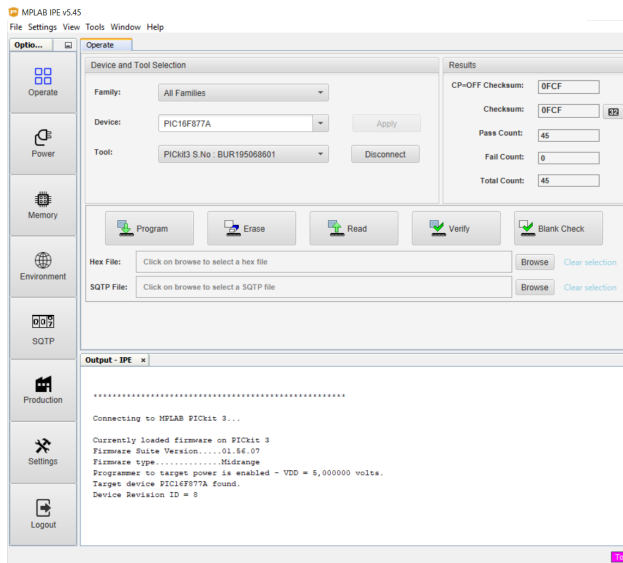 MPLAB IPE v5.45
File Settings View Tools Window Help
Optio...
Operate
Operate
Power
Memory
Environment
SQTP
Production
Settings
Logout
Device and Tool Selection
Family: All Families
Device: PIC16F877A Apply
Tool: PICkit3 S.No : BUR195068601 Disconnect
Results
CP=OFF Checksum: 0FCF
Checksum: 0FCF 32
Pass Count: 45
Fail Count: 0
Total Count: 45
Program Erase Read Verify Blank Check
Hex File: Click on browse to select a hex file Browse Clear selection
SQTP File: Click on browse to select a SQTP file Browse Clear selection
Output - IPE ×
*****************************************************
Connecting to MPLAB PICkit 3...
Currently loaded firmware on PICkit 3
Firmware Suite Version.....01.56.07
Firmware type..............Midrange
Programmer to target power is enabled - VDD = 5,000000 volts.
Target device PIC16F877A found.
Device Revision ID = 8